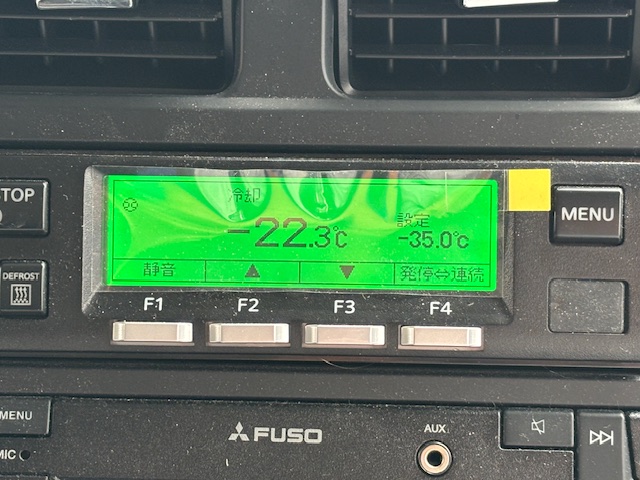 STOP
冷却
-22.3℃
設定
-35.0℃
MENU
静音
▲
▼
発停⇔連続
DEFROST
F1
F2
F3
F4
MENU
MIC
FUSO
AUX